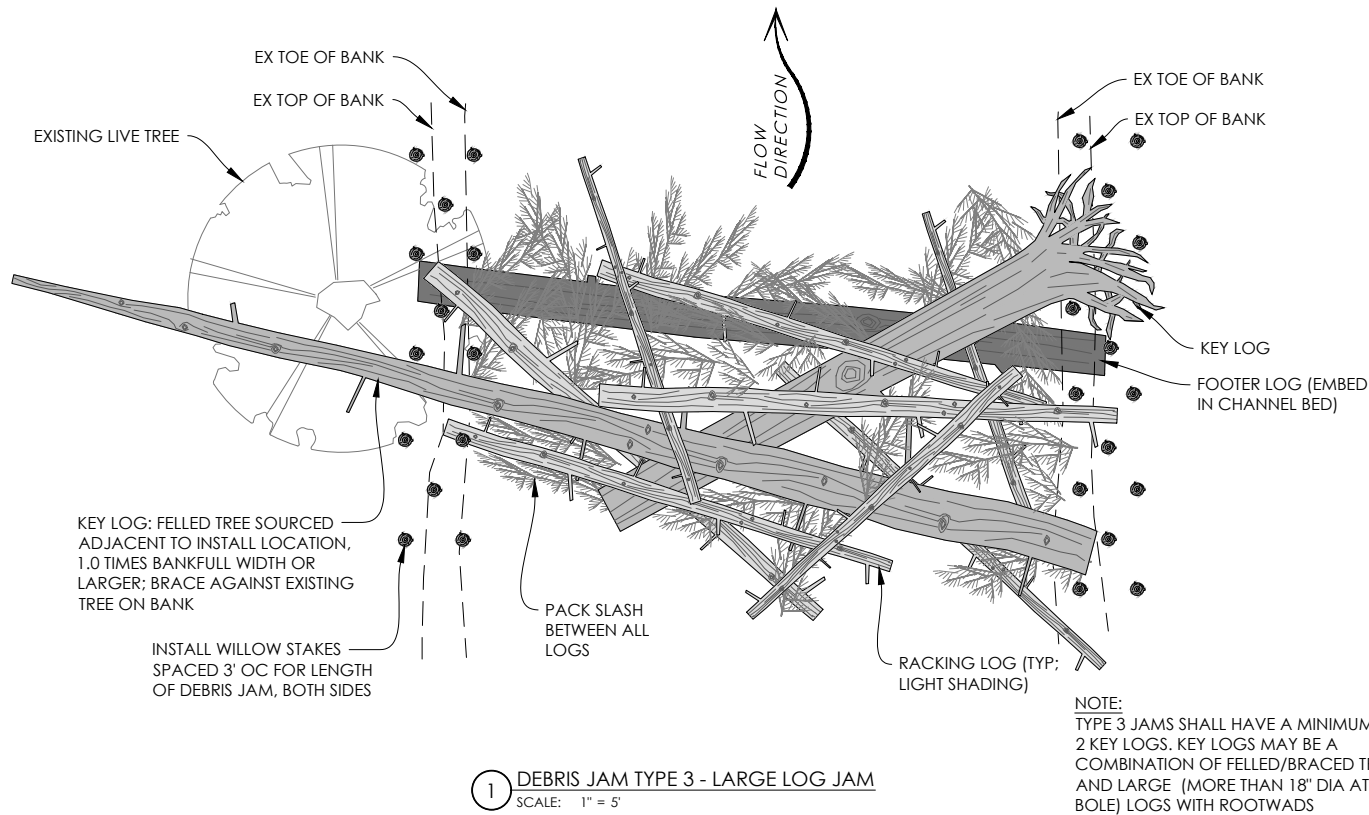 EX TOE OF BANK
EX TOP OF BANK
EXISTING LIVE TREE
FLOW
DIRECTION
EX TOE OF BANK
EX TOP OF BANK
KEY LOG
FOOTER LOG (EMBED
IN CHANNEL BED)
KEY LOG: FELLED TREE SOURCED
ADJACENT TO INSTALL LOCATION,
1.0 TIMES BANKFULL WIDTH OR
LARGER; BRACE AGAINST EXISTING
TREE ON BANK
INSTALL WILLOW STAKES
SPACED 3' OC FOR LENGTH
OF DEBRIS JAM, BOTH SIDES
PACK SLASH
BETWEEN ALL
LOGS
RACKING LOG (TYP;
LIGHT SHADING)
NOTE:
TYPE 3 JAMS SHALL HAVE A MINIMUM
2 KEY LOGS. KEY LOGS MAY BE A
COMBINATION OF FELLED/BRACED
AND LARGE (MORE THAN 18" DIA AT
BOLE) LOGS WITH ROOTWADS
1 DEBRIS JAM TYPE 3 - LARGE LOG JAM
SCALE: 1" = 5'